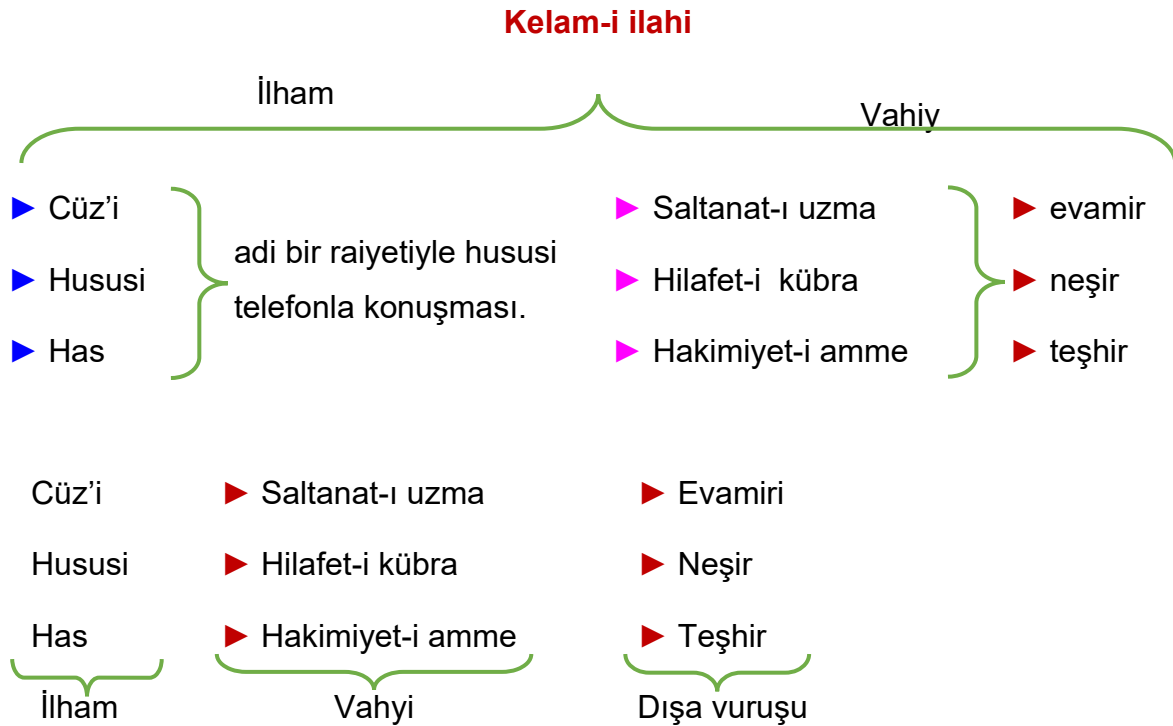 Kelam-i ilahi
İlham
Vahiy
► Cüz’i
► Hususi
► Has
adi bir raiyetiyle hususi
telefonla konuşması.
► Saltanat-ı uzma
► Hilafet-i kübra
► Hakimiyet-i amme
► evamir
► neşir
► teşhir
Cüz’i ► Saltanat-ı uzma ► Evamiri
Hususi ► Hilafet-i kübra ► Neşir
Has ► Hakimiyet-i amme ► Teşhir
İlham Vahyi Dışa vuruşu